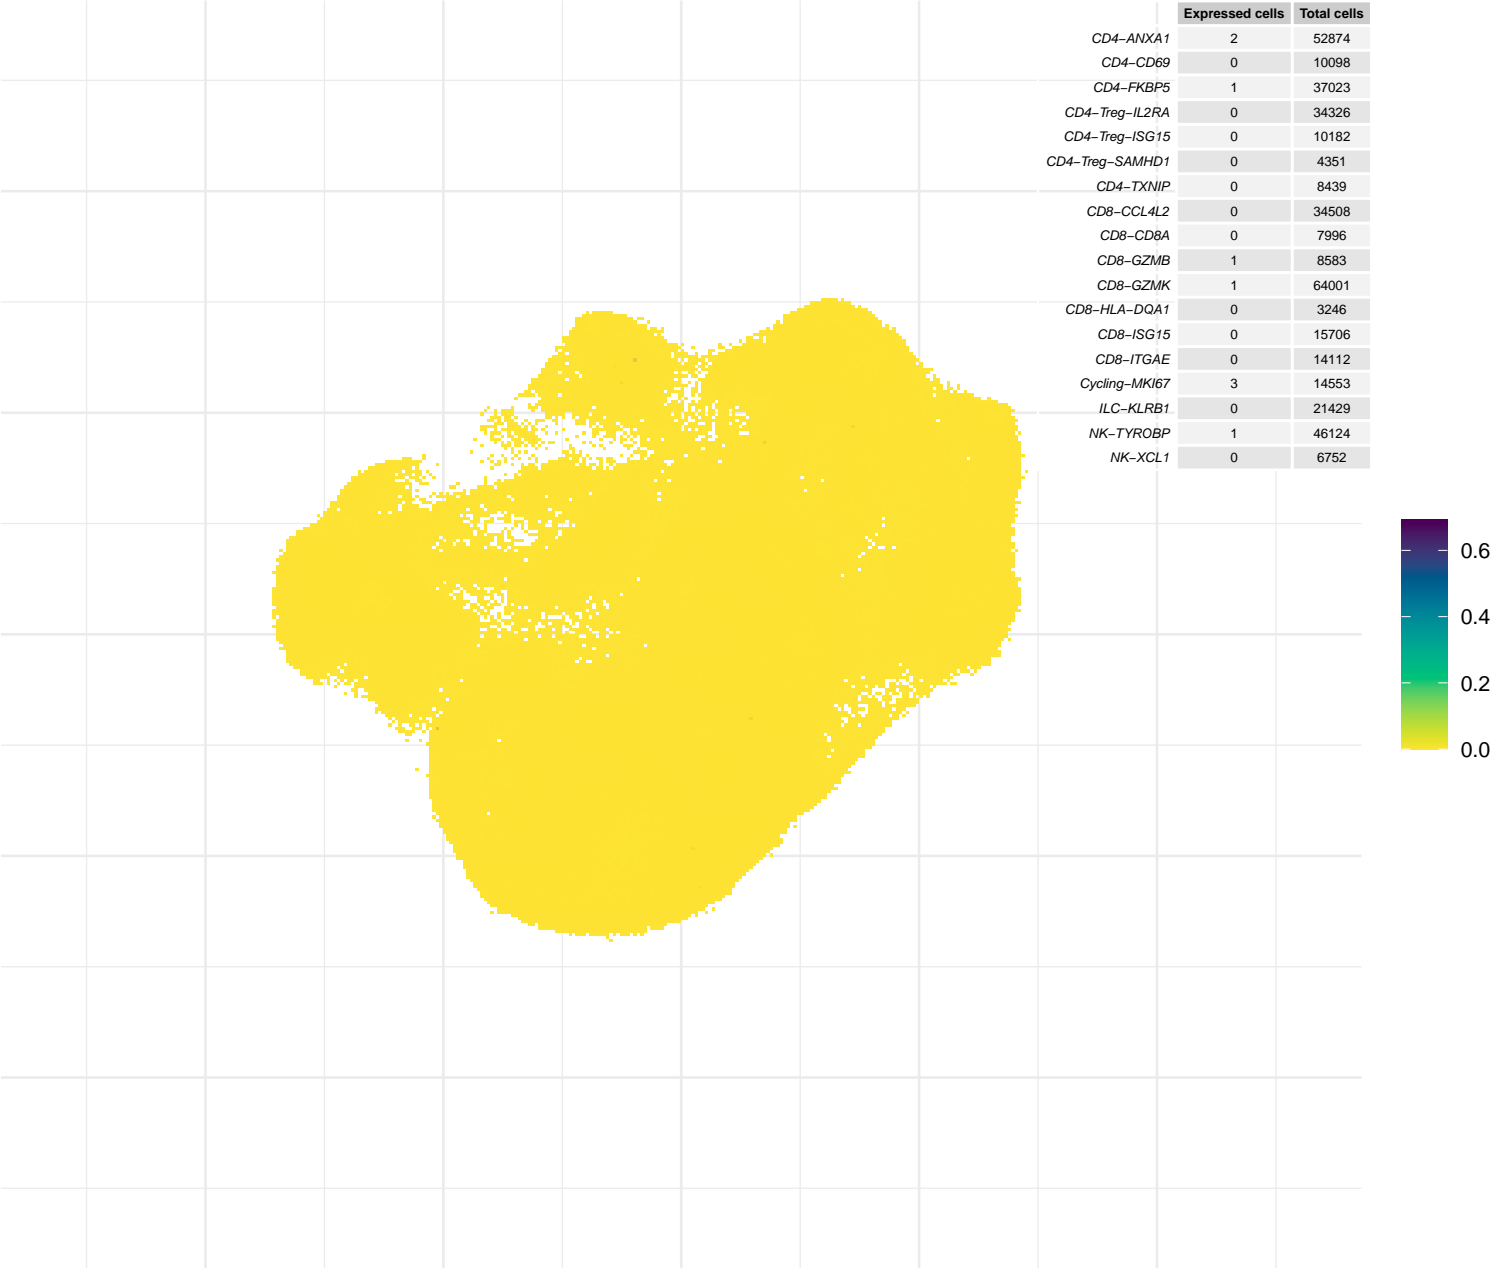 Expressed cells Total cells
CD4−ANXA1 2 52874
CD4−CD69 0 10098
CD4−FKBP5 1 37023
CD4−Treg−IL2RA 0 34326
CD4−Treg−ISG15 0 10182
CD4−Treg−SAMHD1 0 4351
CD4−TXNIP 0 8439
CD8−CCL4L2 0 34508
CD8−CD8A 0 7996
CD8−GZMB 1 8583
CD8−GZMK 1 64001
CD8−HLA−DQA1 0 3246
CD8−ISG15 0 15706
CD8−ITGAE 0 14112
Cycling−MKI67 3 14553
ILC−KLRB1 0 21429
NK−TYROBP 1 46124
NK−XCL1 0 6752
0.6
0.4
0.2
0.0